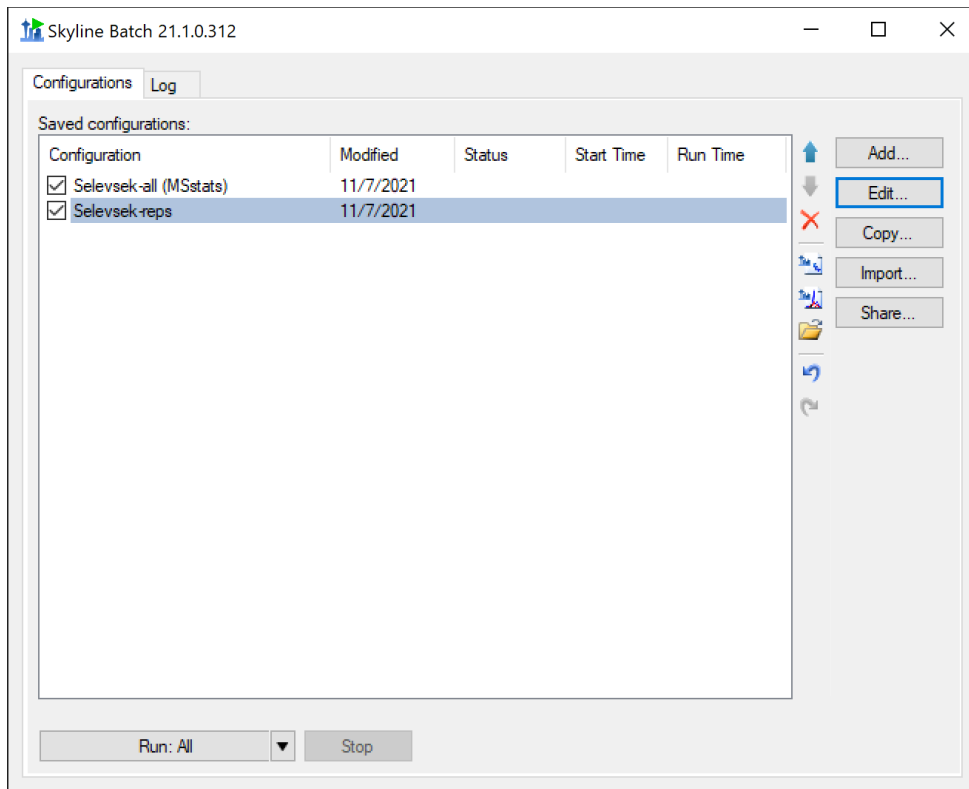 Skyline Batch 21.1.0.312
Configurations Log
Saved configurations:
Configuration Modified Status Start Time Run Time
Selevsek-all (MSstats) 11/7/2021
Selevsek-reps 11/7/2021
Add...
Edit...
Copy...
Import...
Share...
Run: All Stop